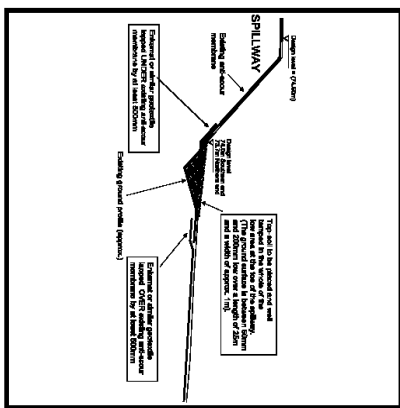 SPILLWAY
Design level = (74.50m)
Existing anti-scour
membrane
Enkamat or similar geotextile
lapped UNDER existing anti-scour
membrane by at least 500mm
Design level
Existing ground profile (approx.)
Top soil to be placed and well
tamped in the whole of the
low area at the toe of the spillway.
(The ground surface is between 50mm
and 200mm low over a length of 25m
and a width of approx. 1m).
Enkamat or similar geotextile
lapped OVER existing anti-scour
membrane by at least 500mm